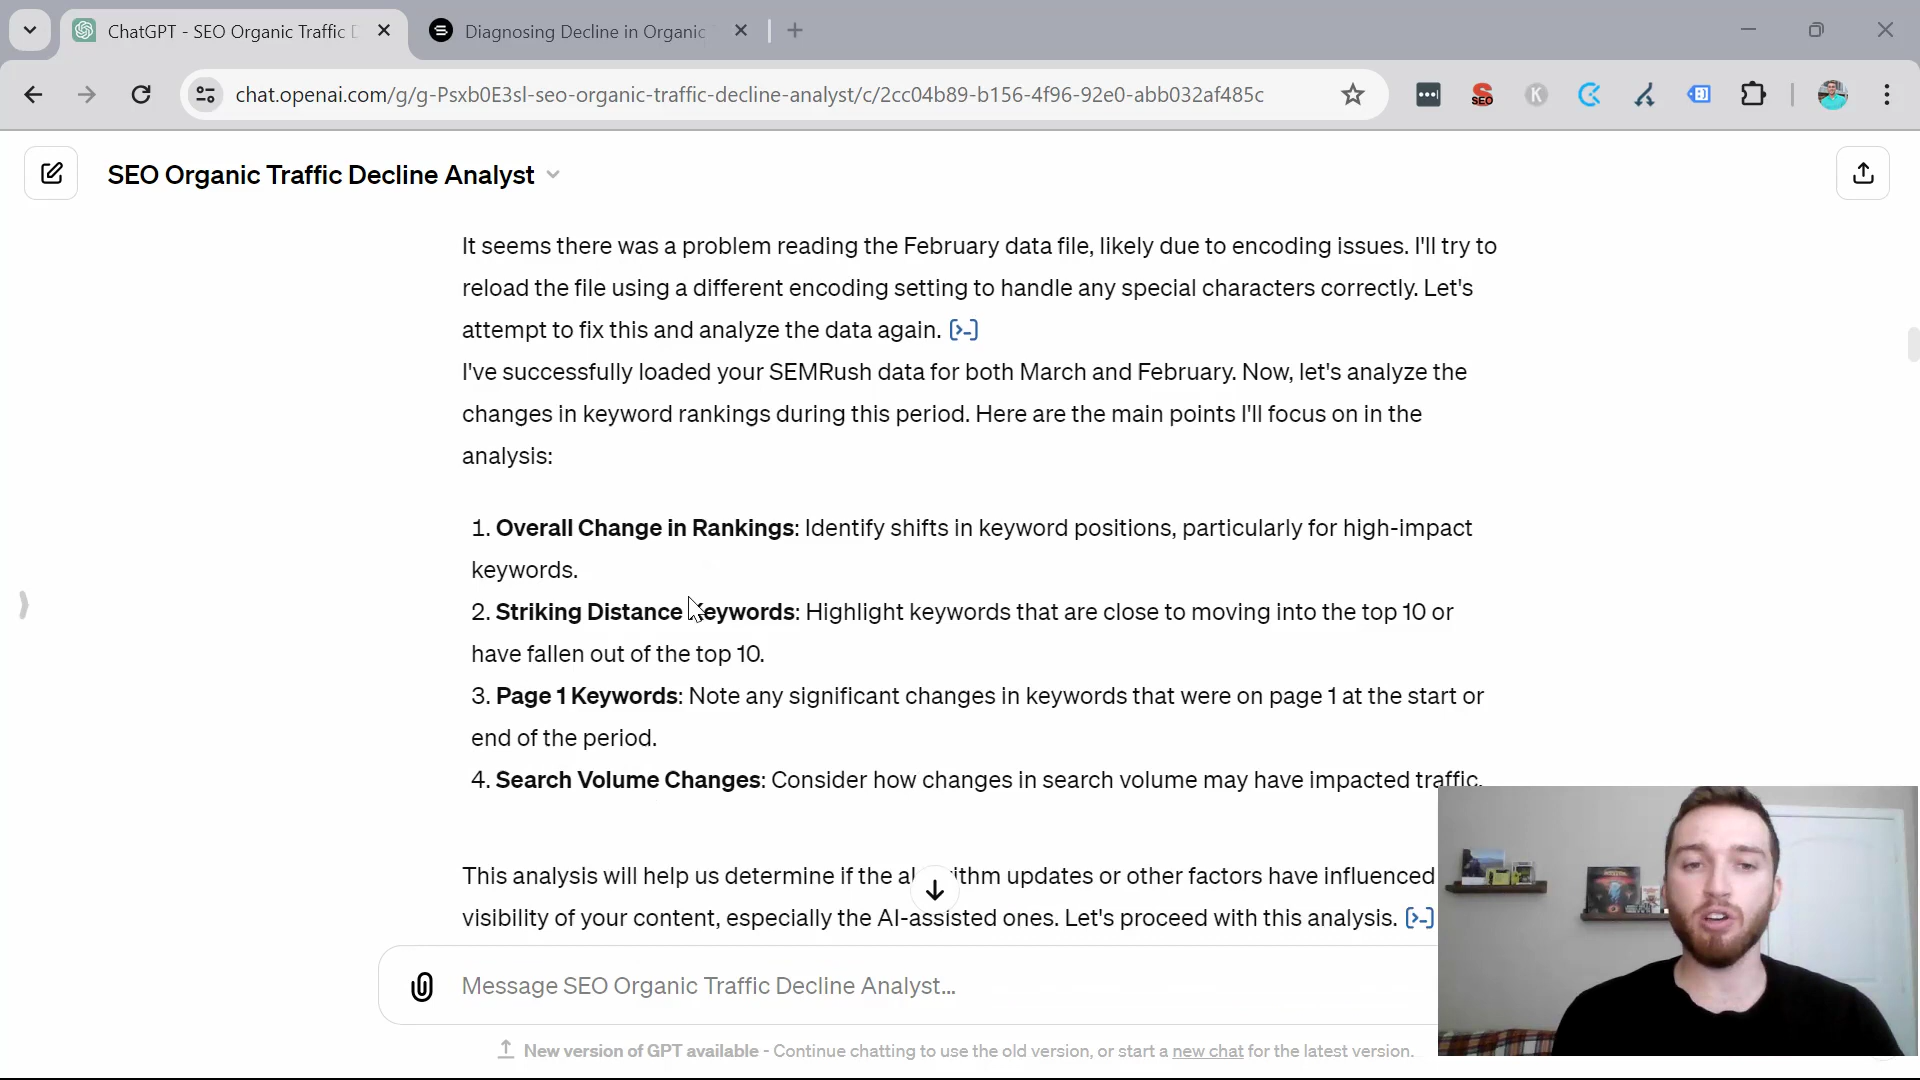 ChatGPT - SEO Organic Traffic D
Diagnosing Decline in Organic
chat.openai.com/g/g-Psxb0E3sl-seo-organic-traffic-decline-analyst/c/2cc04b89-b156-4f96-92e0-abb032af485c
SEO
K
SEO Organic Traffic Decline Analyst
It seems there was a problem reading the February data file, likely due to encoding issues. I'll try to
reload the file using a different encoding setting to handle any special characters correctly. Let's
attempt to fix this and analyze the data again. [>-]
I've successfully loaded your SEMRush data for both March and February. Now, let's analyze the
changes in keyword rankings during this period. Here are the main points I'll focus on in the
analysis:
1. Overall Change in Rankings: Identify shifts in keyword positions, particularly for high-impact
keywords.
2. Striking Distance Keywords: Highlight keywords that are close to moving into the top 10 or
have fallen out of the top 10.
3. Page 1 Keywords: Note any significant changes in keywords that were on page 1 at the start or
end of the period.
4. Search Volume Changes: Consider how changes in search volume may have impacted traffic.
This analysis will help us determine if the algorithm updates or other factors have influenced
visibility of your content, especially the AI-assisted ones. Let's proceed with this analysis. [>-]
Message SEO Organic Traffic Decline Analyst...
New version of GPT available - Continue chatting to use the old version, or start a new chat for the latest version.